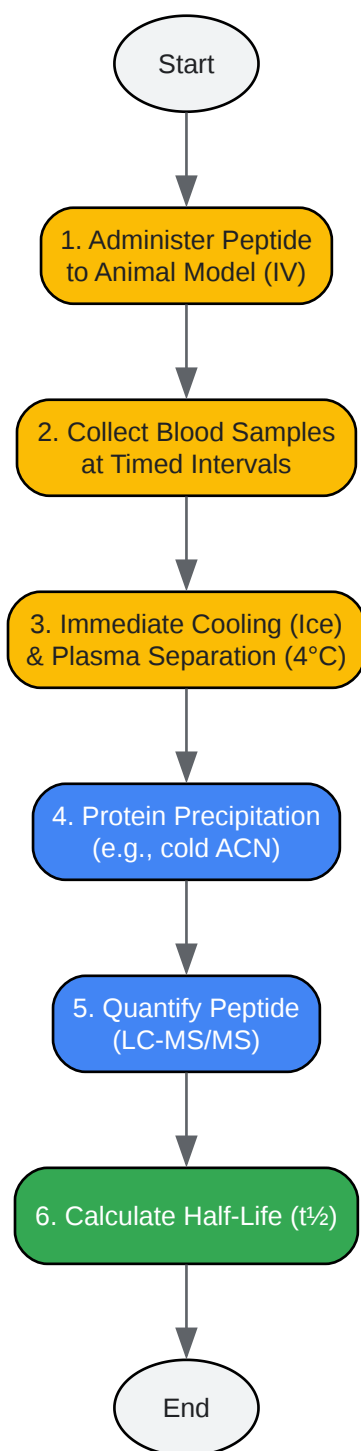 Start
1. Administer Peptide
to Animal Model (IV)
2. Collect Blood Samples
at Timed Intervals
3. Immediate Cooling (Ice)
& Plasma Separation (4°C)
4. Protein Precipitation
(e.g., cold ACN)
5. Quantify Peptide
(LC-MS/MS)
6. Calculate Half-Life (t½)
End